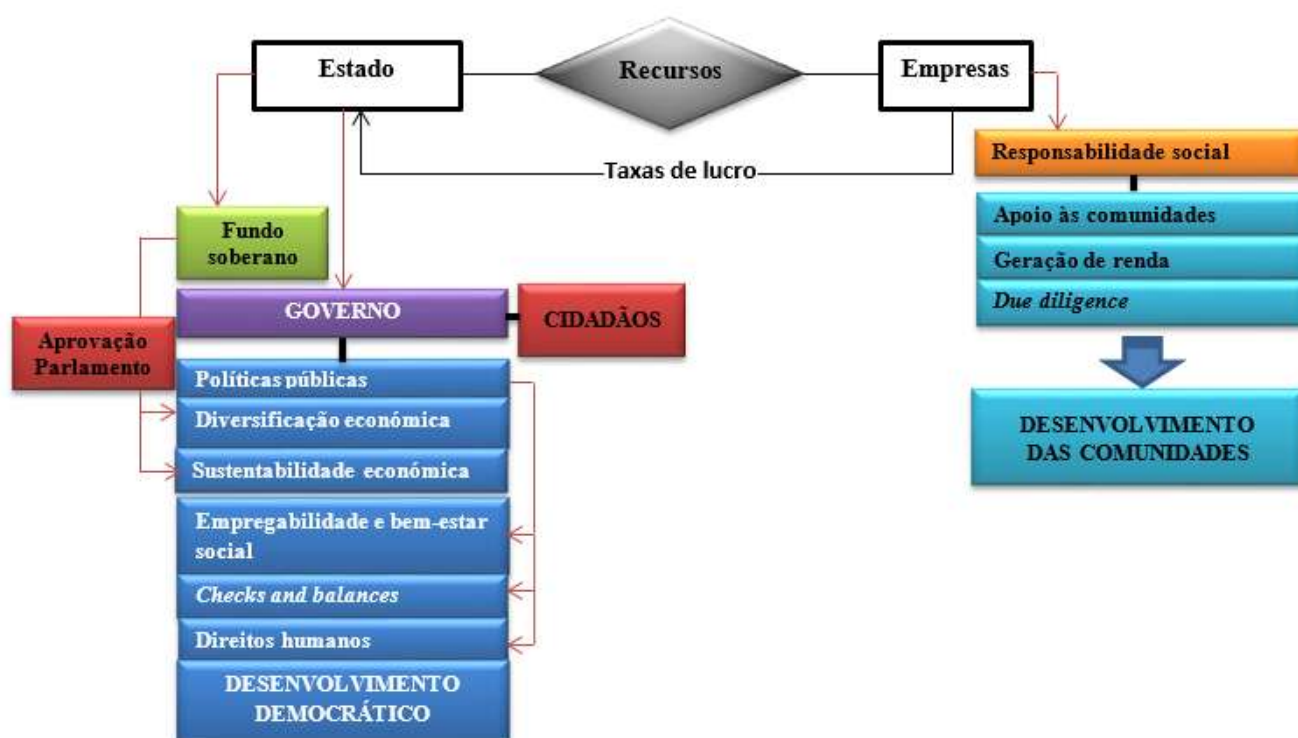 Estado
Recursos
Empresas
Taxas de lucro
Responsabilidade social
Apoio às comunidades
Geração de renda
Due diligence
DESENVOLVIMENTO
DAS COMUNIDADES
Fundo
soberano
GOVERNO
CIDADÃOS
Aprovação
Parlamento
Políticas públicas
Diversificação económica
Sustentabilidade económica
Empregabilidade e bem-estar
social
Checks and balances
Direitos humanos
DESENVOLVIMENTO
DEMOCRÁTICO